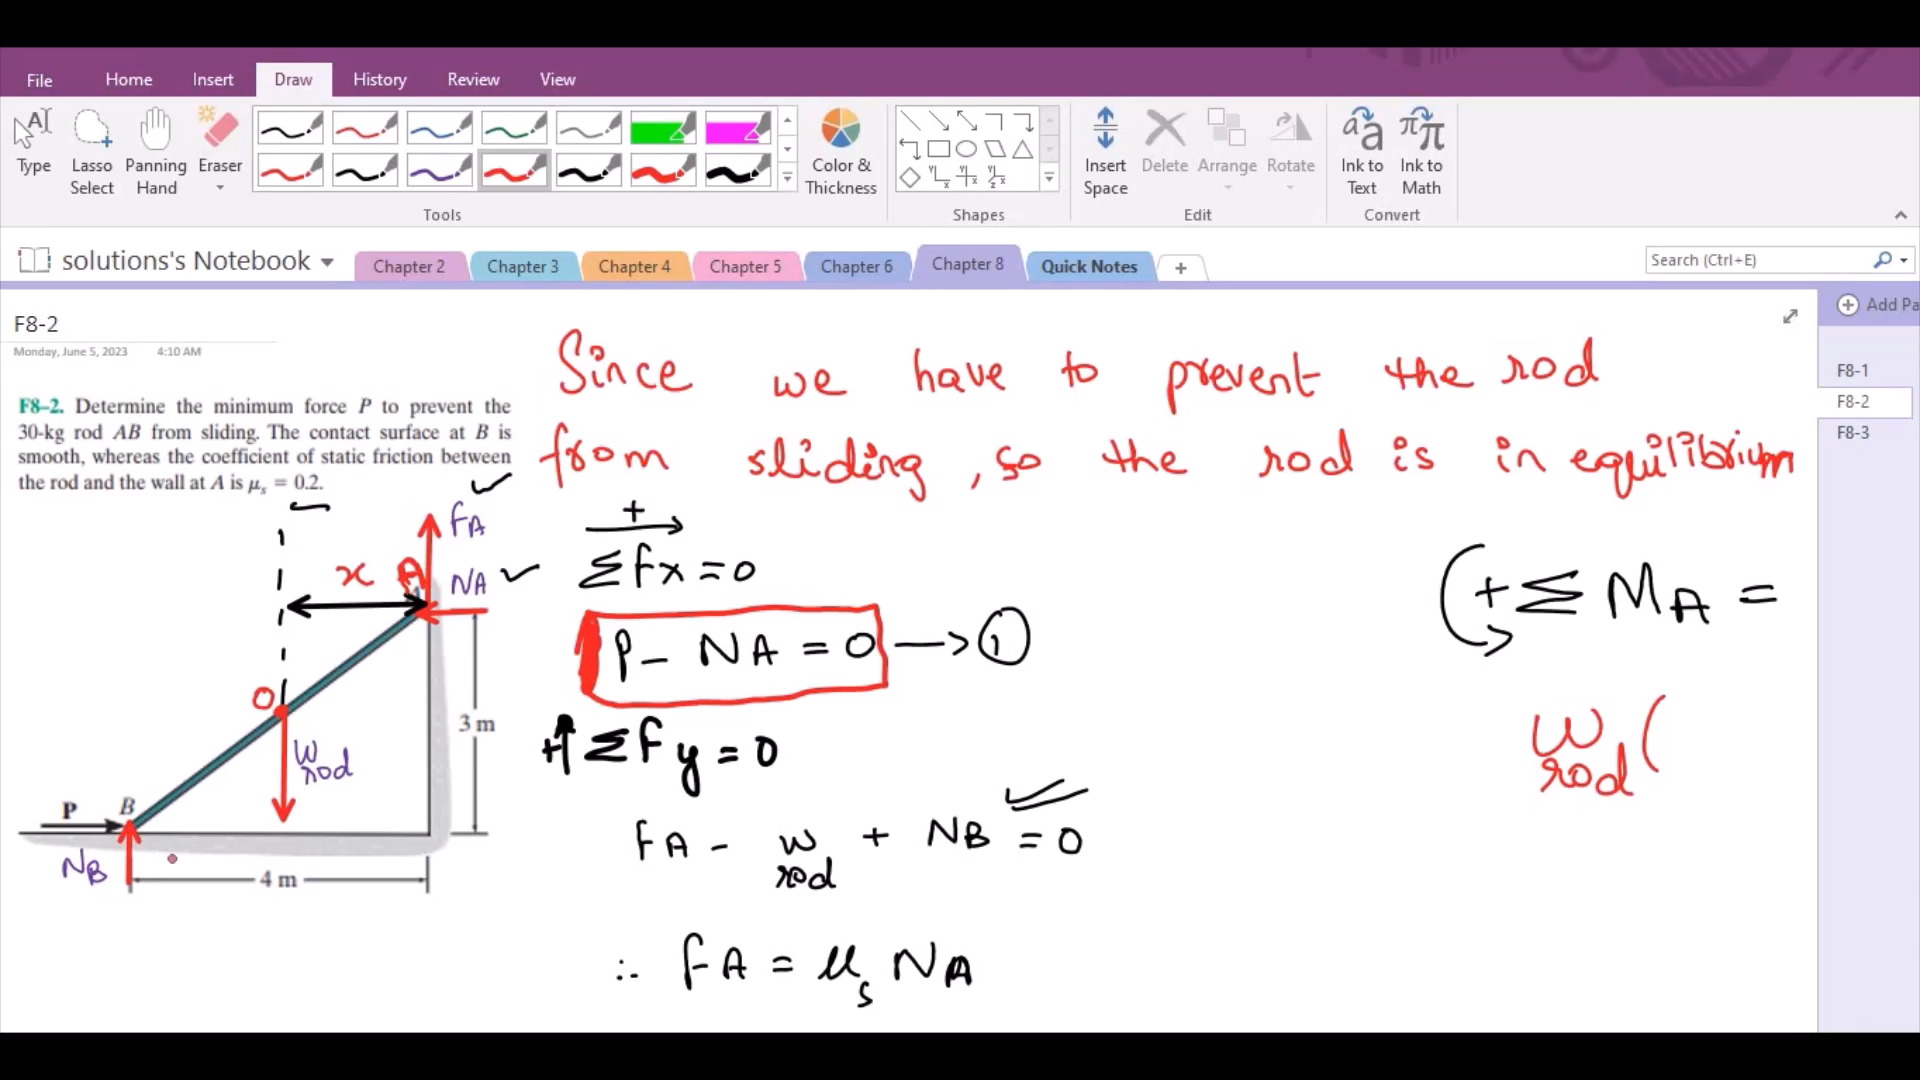 File Home Insert Draw History Review View
Type
Lasso Select
Panning Hand
Eraser
Color & Thickness
Insert Space
Delete
Arrange
Rotate
Ink to Text
Ink to Math
Tools
Shapes
Edit
Convert
solutions's Notebook
Chapter 2 Chapter 3 Chapter 4 Chapter 5 Chapter 6 Chapter 8 Quick Notes +
Search (Ctrl+E)
Add Pa
F8-1
F8-2
F8-3
F8-2
Monday, June 5, 2023 4:10 AM
F8–2. Determine the minimum force P to prevent the
30-kg rod AB from sliding. The contact surface at B is
smooth, whereas the coefficient of static friction between
the rod and the wall at A is μs = 0.2.
Since we have to prevent the rod
from sliding, so the rod is in equilibrium
FA
NA
x A
O
W rod
3 m
P B
NB
4 m
+
ΣFx = 0
P - NA = 0 → ①
+↑ ΣFy = 0
FA - W rod + NB = 0
∴ FA = μs NA
(+ Σ MA =
W rod (